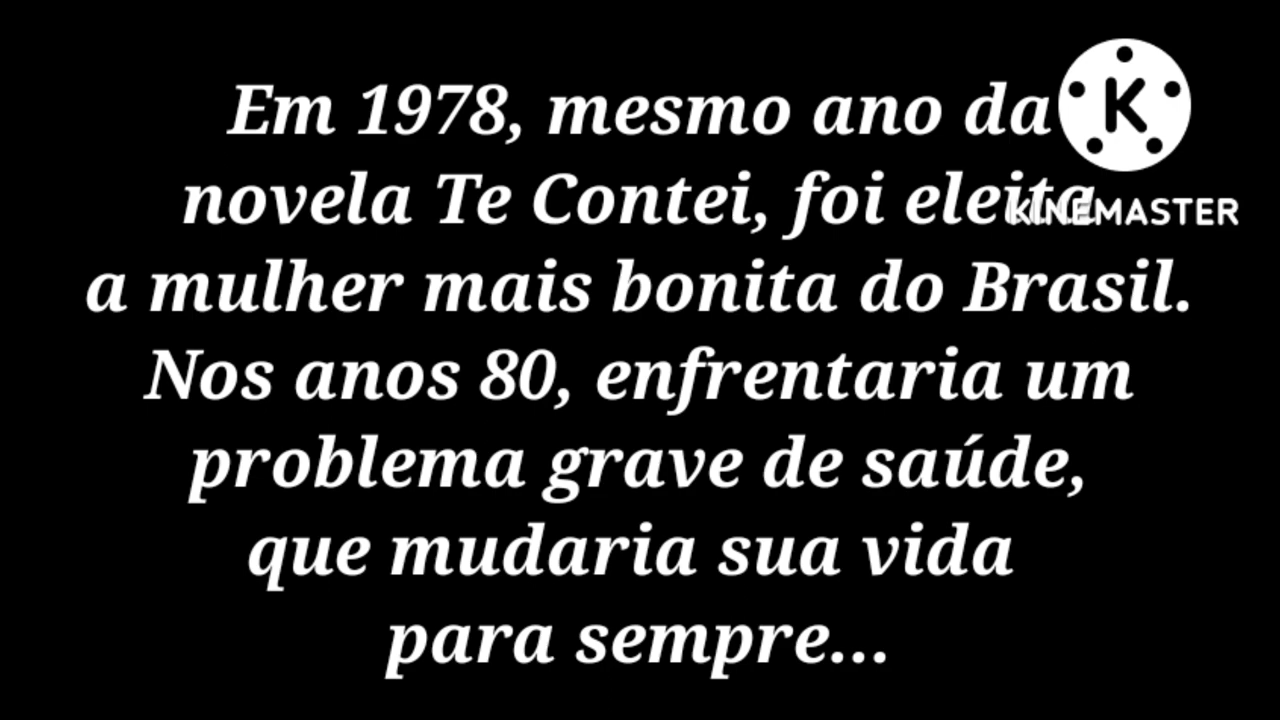 Em 1978, mesmo ano da
novela Te Contei, foi eleita
a mulher mais bonita do Brasil.
Nos anos 80, enfrentaria um
problema grave de saúde,
que mudaria sua vida
para sempre...
K
KINEMASTER